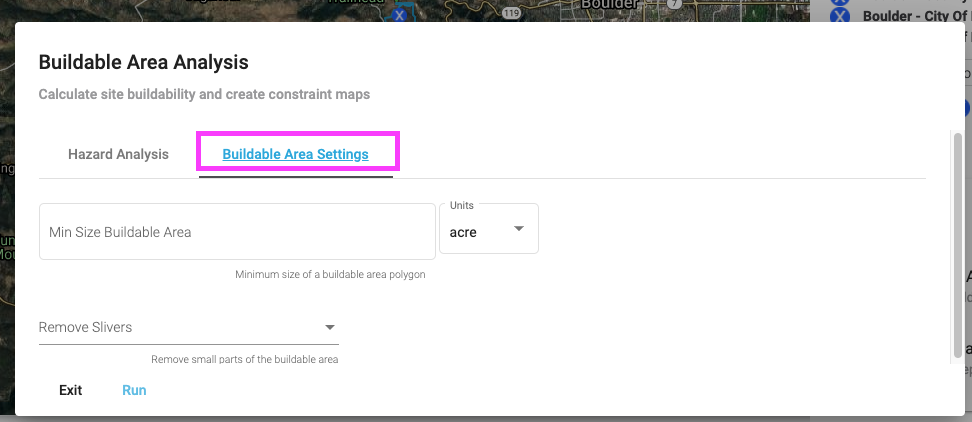 Boulder
119
7
Boulder - City Of
Buildable Area Analysis
Calculate site buildability and create constraint maps
Hazard Analysis
Buildable Area Settings
Min Size Buildable Area
Units
acre
Minimum size of a buildable area polygon
Remove Slivers
Remove small parts of the buildable area
Exit
Run